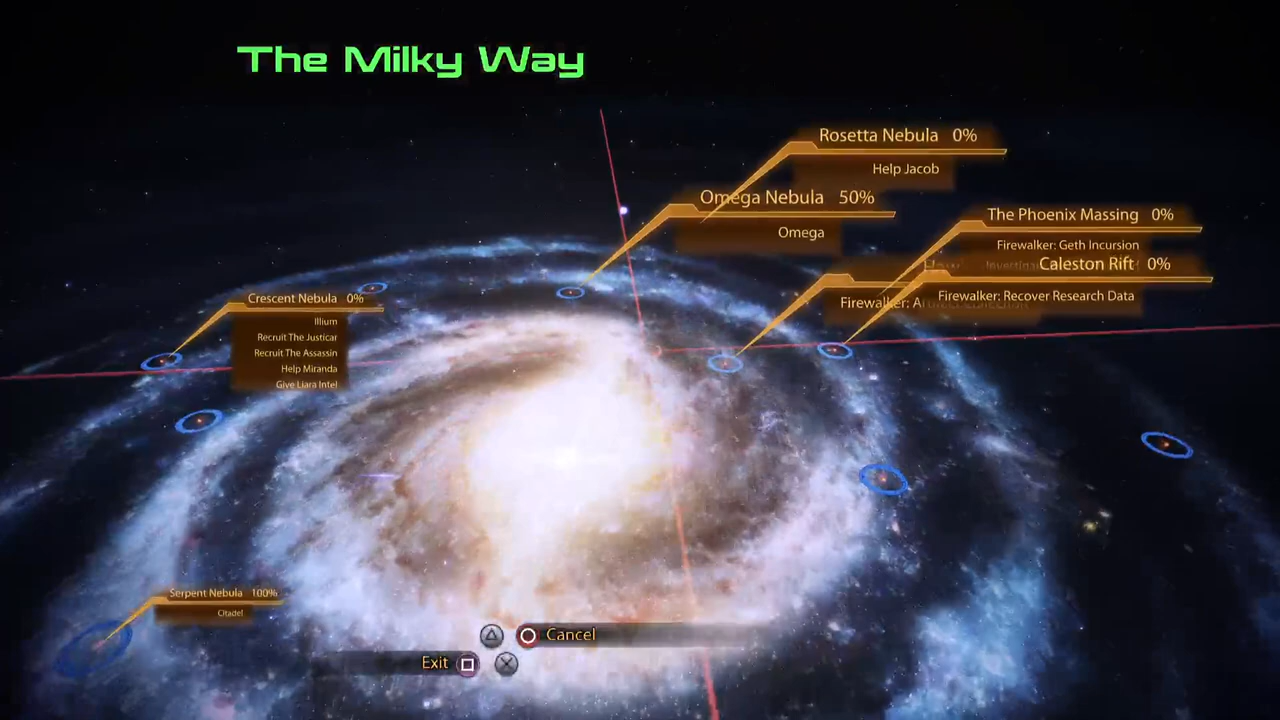 The Milky Way
Rosetta Nebula 0%
Help Jacob
Omega Nebula 50%
Omega
The Phoenix Massing 0%
Firewalker: Geth Incursion
Caleston Rift 0%
Firewalker: Recover Research Data
Firewalker:
Crescent Nebula 0%
Illium
Recruit The Justicar
Recruit The Assassin
Help Miranda
Give Liara Intel
Serpent Nebula 100%
Citadel
Cancel
Exit